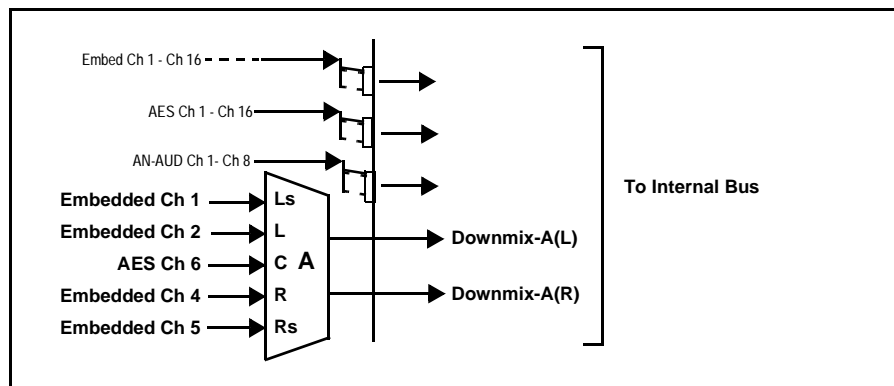 Embed Ch 1 - Ch 16
AES Ch 1 - Ch 16
AN-AUD Ch 1- Ch 8
Embedded Ch 1
Ls
To Internal Bus
Embedded Ch 2
L
Downmix-A(L)
AES Ch 6
C
A
Embedded Ch 4
R
Downmix-A(R)
Embedded Ch 5
Rs